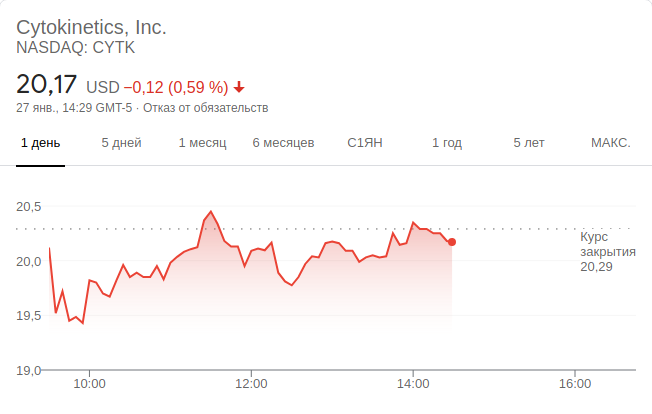 Cytokinetics, Inc.
NASDAQ: CYTK
20,17 USD −0,12 (0,59 %)
27 янв., 14:29 GMT-5 · Отказ от обязательств
1 день 5 дней 1 месяц 6 месяцев С1ЯН 1 год 5 лет МАКС.
20,5
Курс
закрытия
20,29
20,0
19,5
19,0
10:00 12:00 14:00 16:00